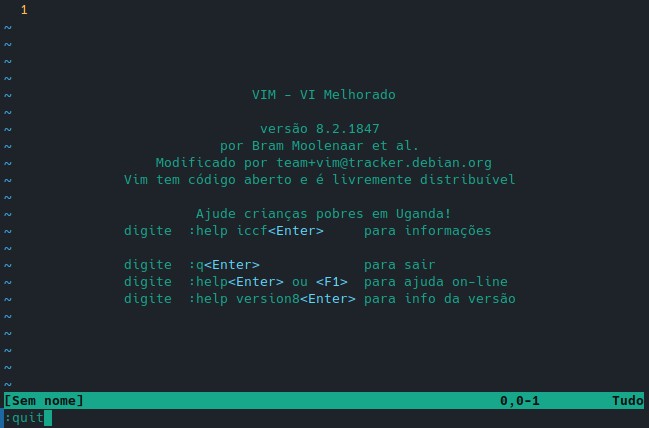 1
~
~
~
~
VIM - VI Melhorado
~
~
versão 8.2.1847
~
por Bram Moolenaar et al.
~
Modificado por team+vim@tracker.debian.org
~
Vim tem código aberto e é livremente distribuível
~
~
Ajude crianças pobres em Uganda!
~
digite :help iccf<Enter> para informações
~
~
digite :q<Enter> para sair
~
digite :help<Enter> ou <F1> para ajuda on-line
~
digite :help version8<Enter> para info da versão
~
~
~
~
~
[Sem nome] 0,0-1 Tudo
:quit